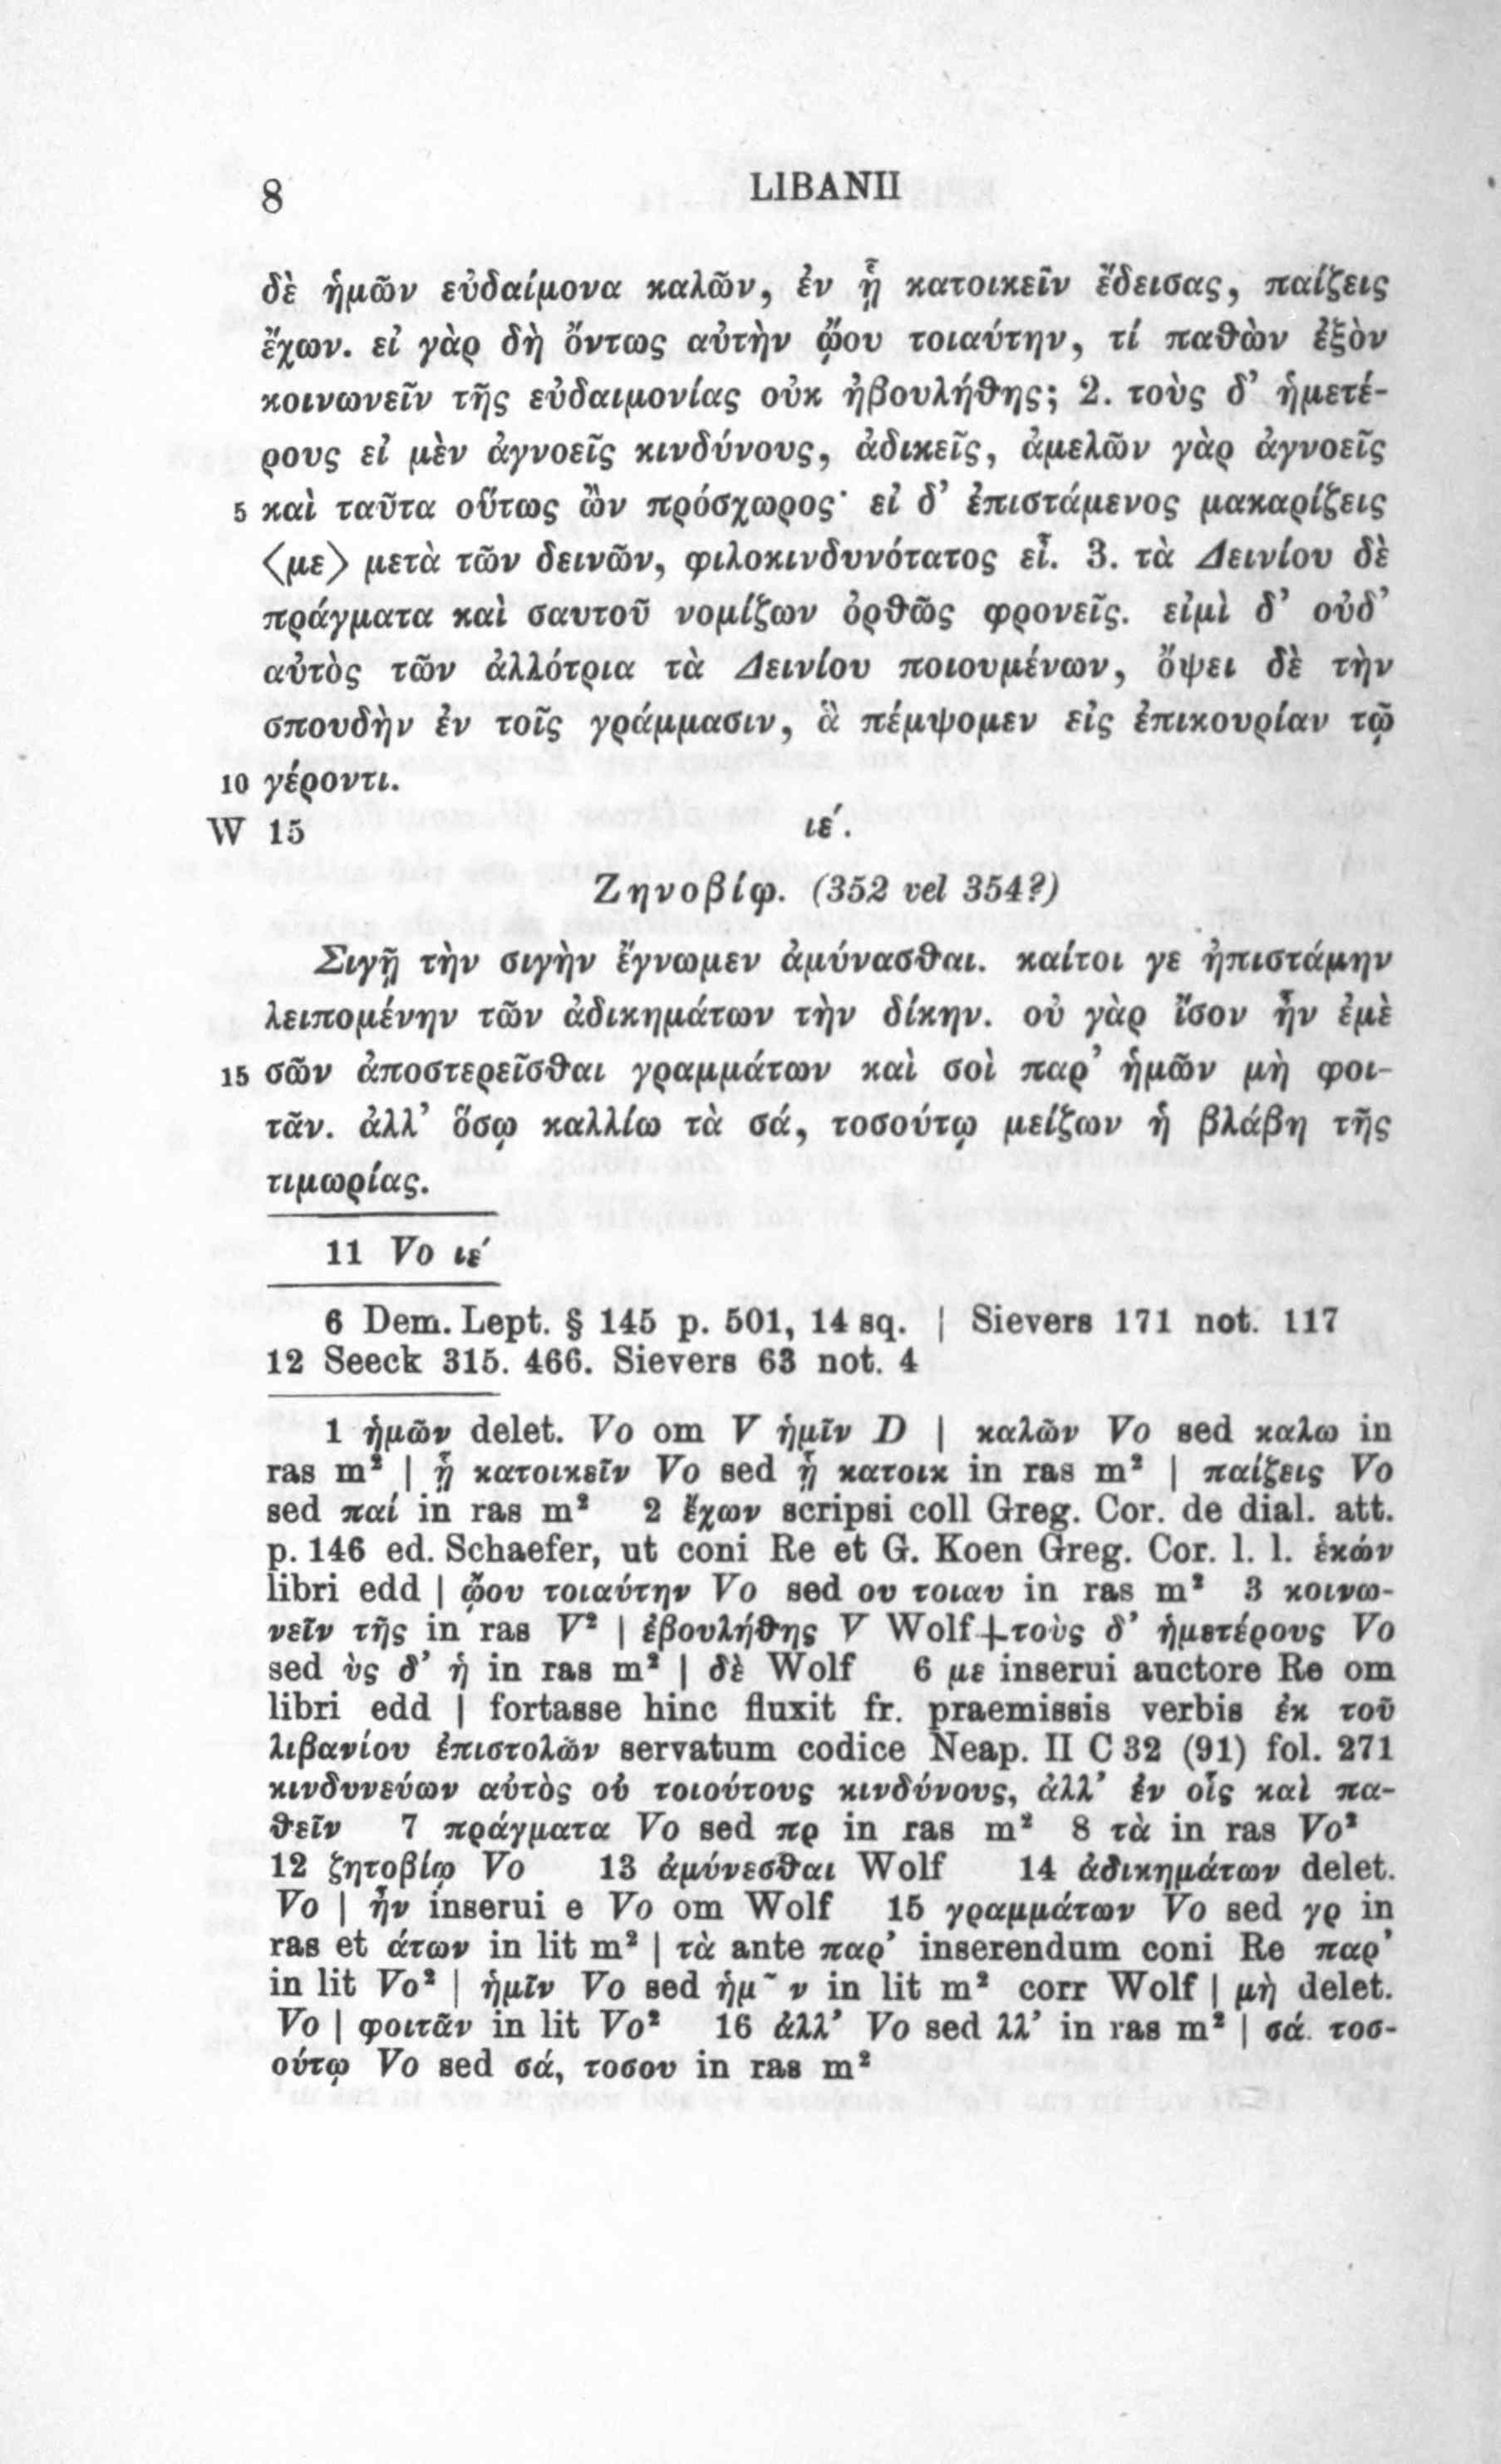 8
LIBANII
δὲ ἡμῶν εὐδαίμονα καλῶν, ἐν ᾗ κατοικεῖν ἔδεισας, παίζεις
ἔχων. εἰ γὰρ δὴ ὄντως αὐτὴν ᾤου τοιαύτην, τί παθὼν ἐξὸν
κοινωνεῖν τῆς εὐδαιμονίας οὐκ ἠβουλήθης; 2. τοὺς δ’ ἡμετέ-
ρους εἰ μὲν ἀγνοεῖς κινδύνους, ἀδικεῖς, ἀμελῶν γὰρ ἀγνοεῖς
5 καὶ ταῦτα οὕτως ὢν πρόσχωρος· εἰ δ’ ἐπιστάμενος μακαρίζεις
⟨με⟩ μετὰ τῶν δεινῶν, φιλοκινδυνότατος εἶ. 3. τὰ Δεινίου δὲ
πράγματα καὶ σαυτοῦ νομίζων ὀρθῶς φρονεῖς. εἰμὶ δ’ οὐδ’
αὐτὸς τῶν ἀλλότρια τὰ Δεινίου ποιουμένων, ὄψει δὲ τὴν
σπουδὴν ἐν τοῖς γράμμασιν, ἃ πέμψομεν εἰς ἐπικουρίαν τῷ
10 γέροντι.
W 15 ιέ.
Ζηνοβίῳ. (352 vel 354?)
Σιγῇ τὴν σιγὴν ἔγνωμεν ἀμύνασθαι. καίτοι γε ἠπιστάμην
λειπομένην τῶν ἀδικημάτων τὴν δίκην. οὐ γὰρ ἴσον ἦν ἐμὲ
15 σῶν ἀποστερεῖσθαι γραμμάτων καὶ σοὶ παρ’ ἡμῶν μὴ φοι-
τᾶν. ἀλλ’ ὅσῳ καλλίω τὰ σά, τοσούτῳ μείζων ἡ βλάβη τῆς
τιμωρίας.
11 Vo ιέ
6 Dem. Lept. § 145 p. 501, 14 sq. | Sievers 171 not. 117
12 Seeck 315. 466. Sievers 63 not. 4
1 ἡμῶν delet. Vo om V ἡμῖν D | καλῶν Vo sed καλω in
ras m² | ᾗ κατοικεῖν Vo sed ᾗ κατοικ in ras m² | παίζεις Vo
sed παί in ras m² 2 ἔχων scripsi coll Greg. Cor. de dial. att.
p. 146 ed. Schaefer, ut coni Re et G. Koen Greg. Cor. l. l. ἑκών
libri edd | ᾤου τοιαύτην Vo sed ου τοιαυ in ras m² 3 κοινω-
νεῖν τῆς in ras V² | ἐβουλήθης V Wolf + τοὺς δ’ ἡμετέρους Vo
sed ὺς δ’ ἡ in ras m² | δὲ Wolf 6 με inserui auctore Re om
libri edd | fortasse hinc fluxit fr. praemissis verbis ἐκ τοῦ
λιβανίου ἐπιστολῶν servatum codice Neap. II C 32 (91) fol. 271
κινδυνεύων αὐτὸς οὐ τοιούτους κινδύνους, ἀλλ’ ἐν οἷς καὶ πα-
θεῖν 7 πράγματα Vo sed πρ in ras m² 8 τὰ in ras Vo²
12 ζητοβίῳ Vo 13 ἀμύνεσθαι Wolf 14 ἀδικημάτων delet.
Vo | ἦν inserui e Vo om Wolf 15 γραμμάτων Vo sed γρ in
ras et άτων in lit m² | τὰ ante παρ’ inserendum coni Re παρ’
in lit Vo² | ἡμῖν Vo sed ἡμ῀ν in lit m² corr Wolf | μὴ delet.
Vo | φοιτᾶν in lit Vo² 16 ἀλλ’ Vo sed λλ’ in ras m² | σά. τοσ-
ούτῳ Vo sed σά, τοσου in ras m²